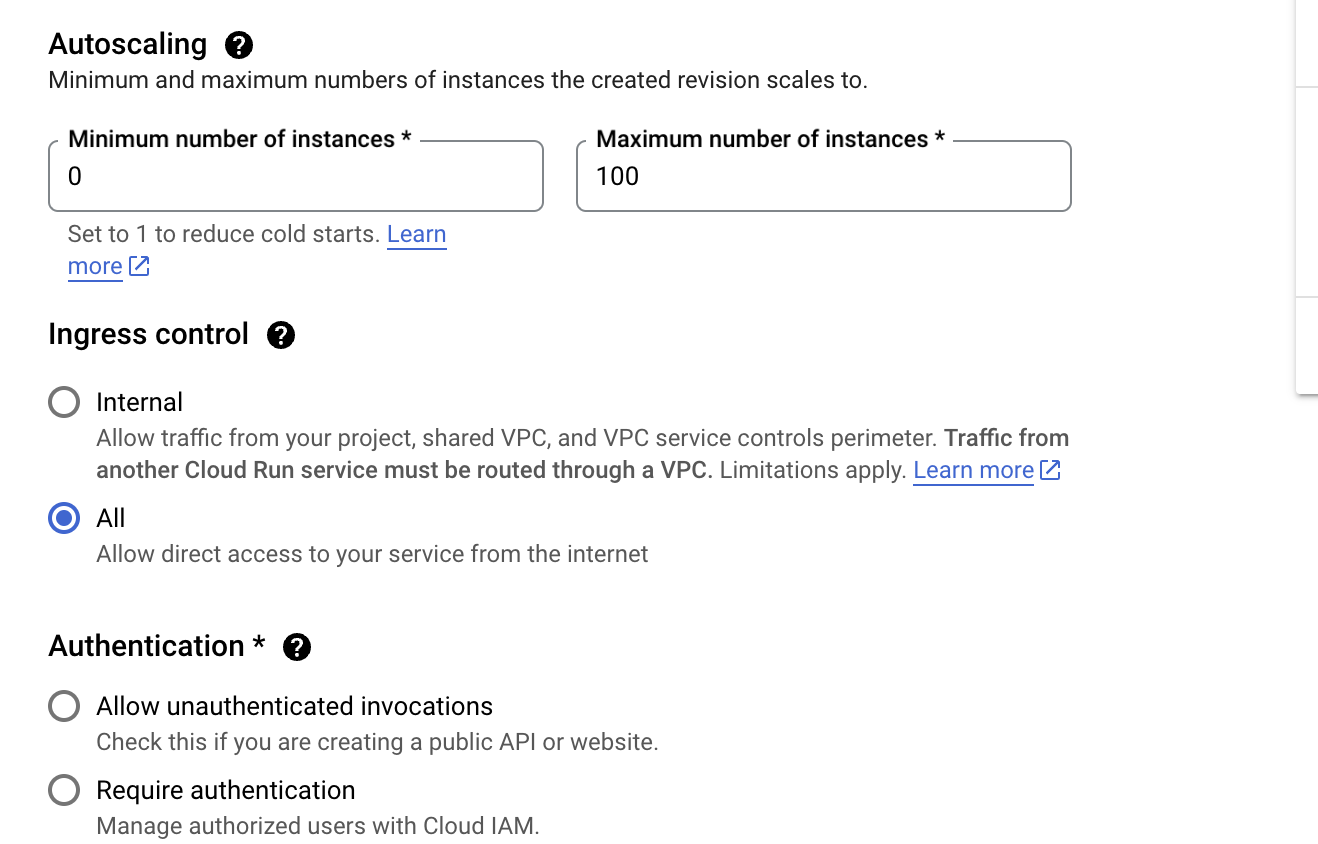 Autoscaling
Minimum and maximum numbers of instances the created revision scales to.
Minimum number of instances *
0
Maximum number of instances *
100
Set to 1 to reduce cold starts. Learn
more
Ingress control
Internal
Allow traffic from your project, shared VPC, and VPC service controls perimeter. Traffic from
another Cloud Run service must be routed through a VPC. Limitations apply. Learn more
All
Allow direct access to your service from the internet
Authentication *
Allow unauthenticated invocations
Check this if you are creating a public API or website.
Require authentication
Manage authorized users with Cloud IAM.